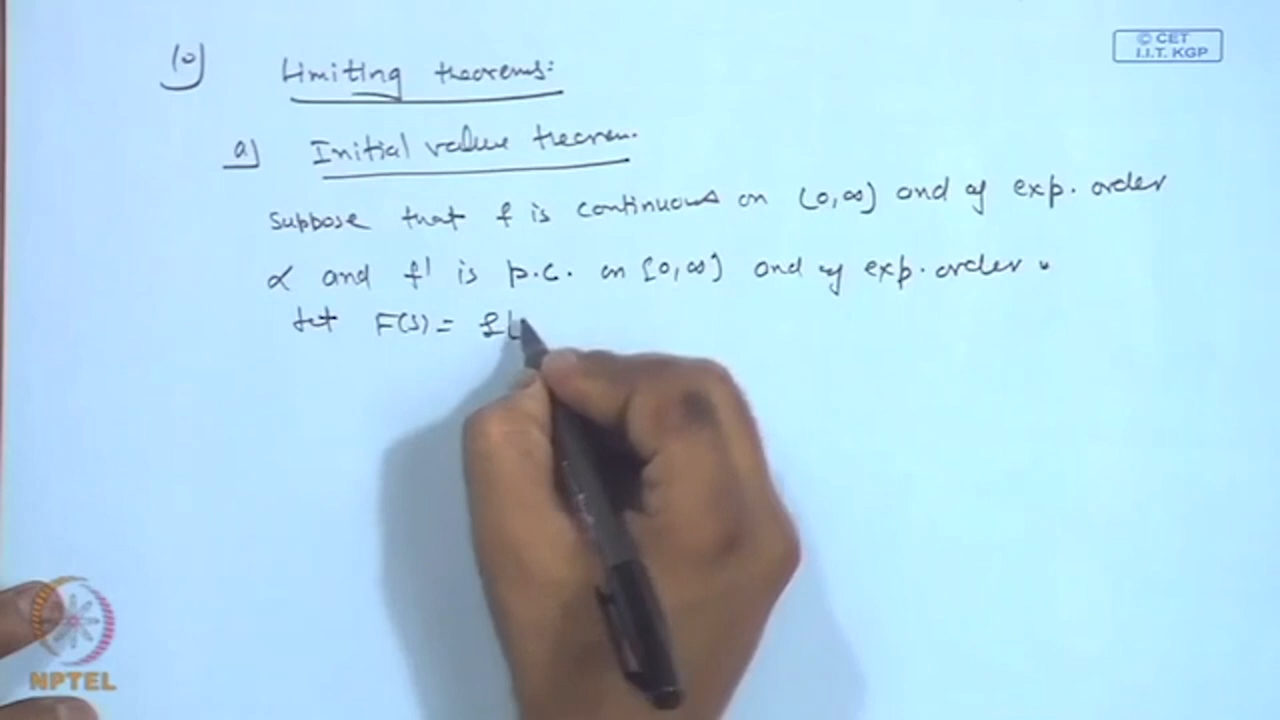 © CET
I.I.T. KGP
10)
Limiting theorems:
a) Initial value theorem.
Suppose that f is continuous on (0,∞) and of exp. order
α and f' is p.c. on [0,∞) and of exp. order.
Let F(s) = £[
NPTEL